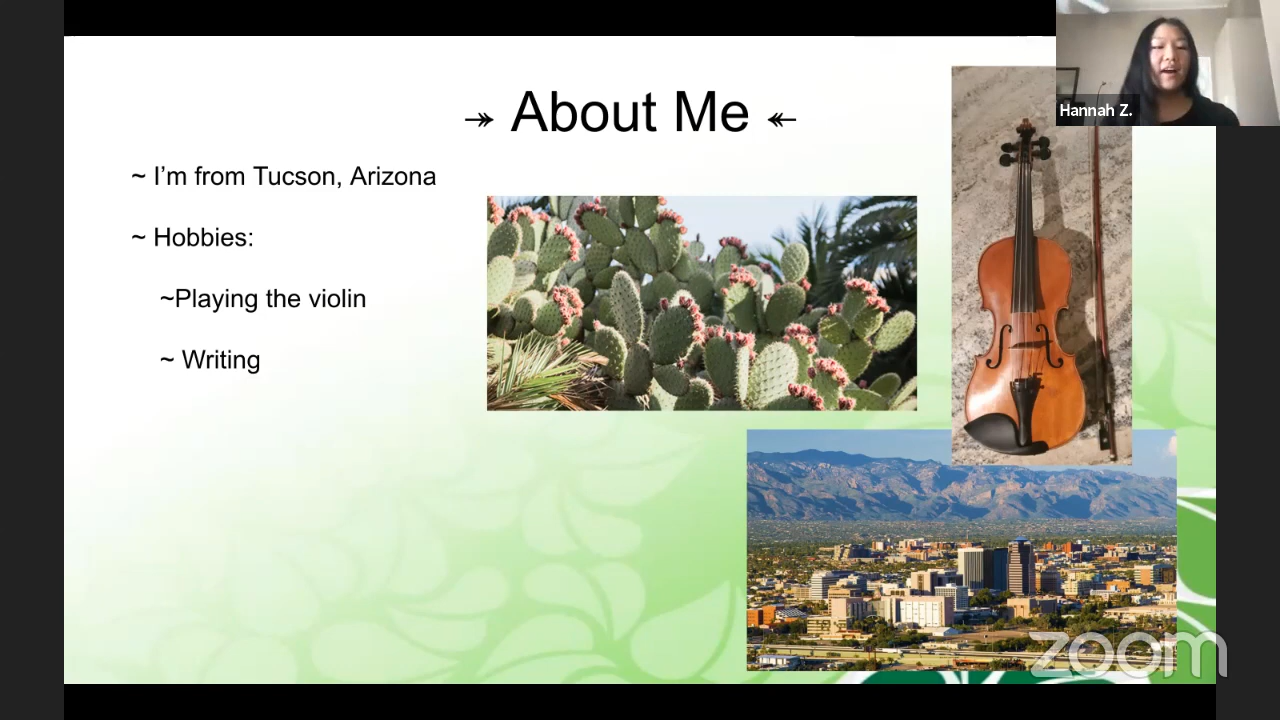 ↠ About Me ↞
~ I’m from Tucson, Arizona
~ Hobbies:
~Playing the violin
~ Writing
Hannah Z.
zoom